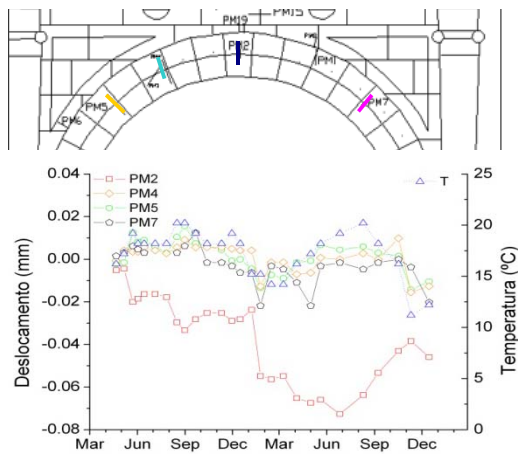 PM15
PM19
PM2
PM1
PM5
PM7
PM6
0.04
0.02
0.00
-0.02
-0.04
-0.06
-0.08
Deslocamento (mm)
PM2
PM4
PM5
PM7
T
25
20
15
10
5
0
Temperatura (ºC)
Mar Jun Sep Dec Mar Jun Sep Dec